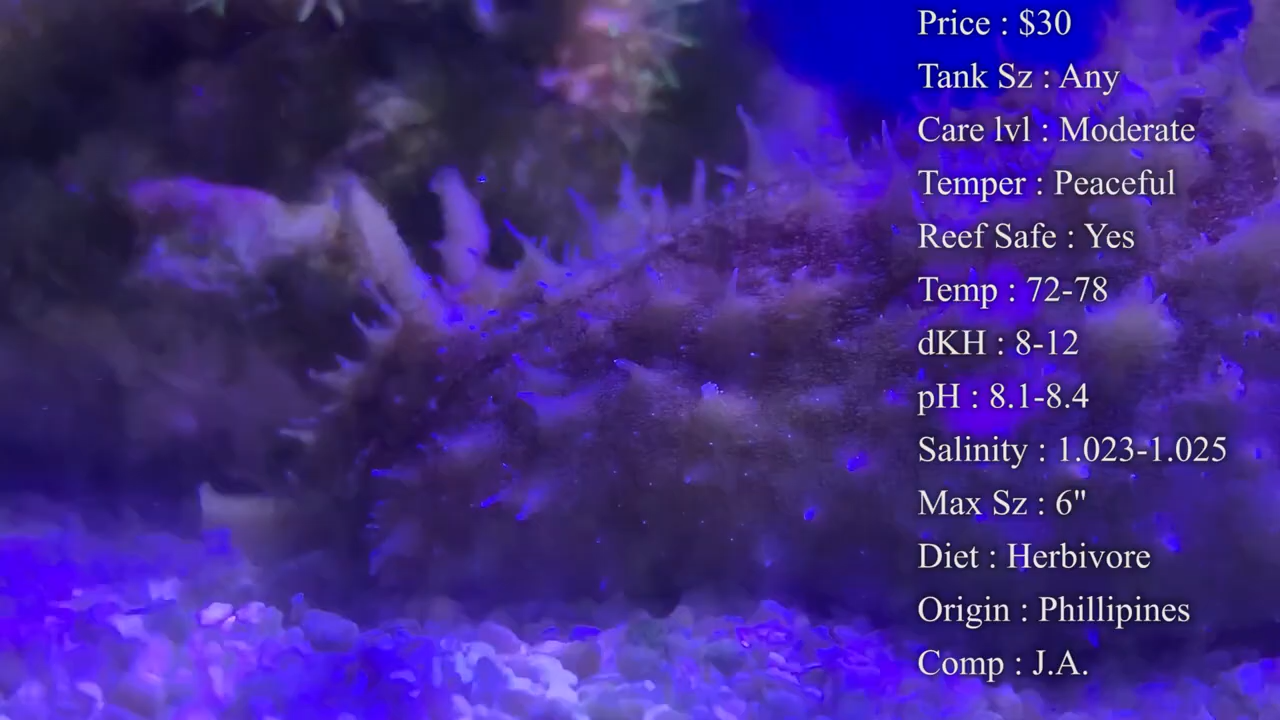 Price : $30
Tank Sz : Any
Care lvl : Moderate
Temper : Peaceful
Reef Safe : Yes
Temp : 72-78
dKH : 8-12
pH : 8.1-8.4
Salinity : 1.023-1.025
Max Sz : 6"
Diet : Herbivore
Origin : Phillipines
Comp : J.A.